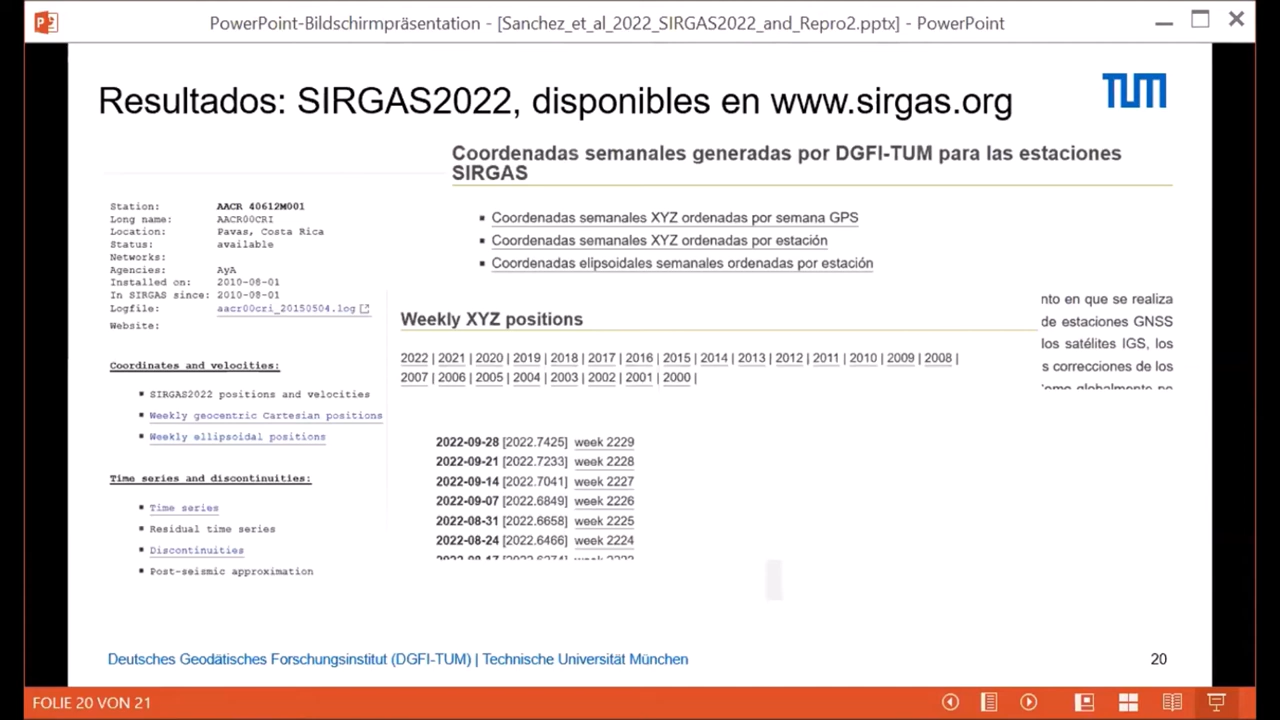 PowerPoint-Bildschirmpräsentation - [Sanchez_et_al_2022_SIRGAS2022_and_Repro2.pptx] - PowerPoint
Resultados: SIRGAS2022, disponibles en www.sirgas.org
TUM
Coordenadas semanales generadas por DGFI-TUM para las estaciones
SIRGAS
Coordenadas semanales XYZ ordenadas por semana GPS
Coordenadas semanales XYZ ordenadas por estación
Coordenadas elipsoidales semanales ordenadas por estación
Station: AACR 40612M001
Long name: AACR00CRI
Location: Pavas, Costa Rica
Status: available
Networks:
Agencies: AyA
Installed on: 2010-08-01
In SIRGAS since: 2010-08-01
Logfile: aacr00cri_20150504.log
Website:
Coordinates and velocities:
SIRGAS2022 positions and velocities
Weekly geocentric Cartesian positions
Weekly ellipsoidal positions
Time series and discontinuities:
Time series
Residual time series
Discontinuities
Post-seismic approximation
Weekly XYZ positions
2022 | 2021 | 2020 | 2019 | 2018 | 2017 | 2016 | 2015 | 2014 | 2013 | 2012 | 2011 | 2010 | 2009 | 2008 |
2007 | 2006 | 2005 | 2004 | 2003 | 2002 | 2001 | 2000 |
2022-09-28 [2022.7425] week 2229
2022-09-21 [2022.7233] week 2228
2022-09-14 [2022.7041] week 2227
2022-09-07 [2022.6849] week 2226
2022-08-31 [2022.6658] week 2225
2022-08-24 [2022.6466] week 2224
nto en que se realiza
de estaciones GNSS
los satélites IGS, los
s correcciones de los
Deutsches Geodätisches Forschungsinstitut (DGFI-TUM) | Technische Universität München
20
FOLIE 20 VON 21